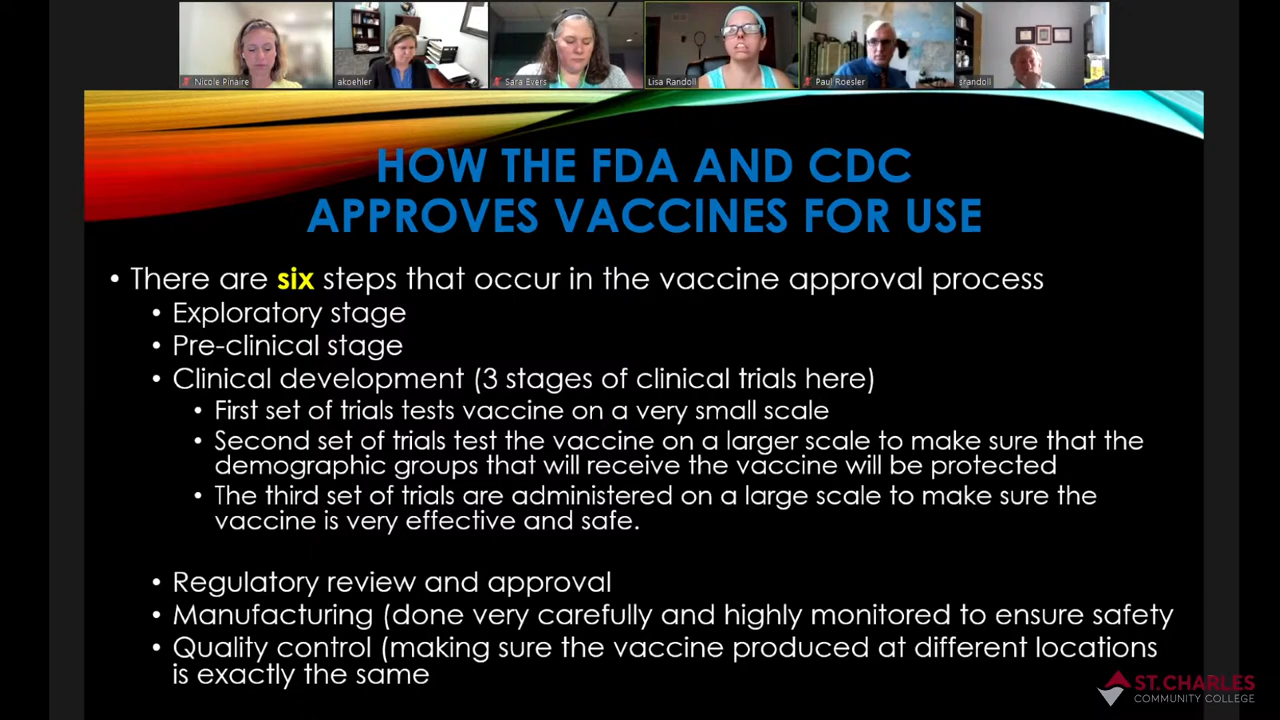 Nicole Pinaire
akoehler
Sara Evers
Lisa Randoll
Paul Roesler
srandoll
HOW THE FDA AND CDC
APPROVES VACCINES FOR USE
• There are six steps that occur in the vaccine approval process
• Exploratory stage
• Pre-clinical stage
• Clinical development (3 stages of clinical trials here)
• First set of trials tests vaccine on a very small scale
• Second set of trials test the vaccine on a larger scale to make sure that the
demographic groups that will receive the vaccine will be protected
• The third set of trials are administered on a large scale to make sure the
vaccine is very effective and safe.
• Regulatory review and approval
• Manufacturing (done very carefully and highly monitored to ensure safety
• Quality control (making sure the vaccine produced at different locations
is exactly the same
ST. CHARLES
COMMUNITY COLLEGE